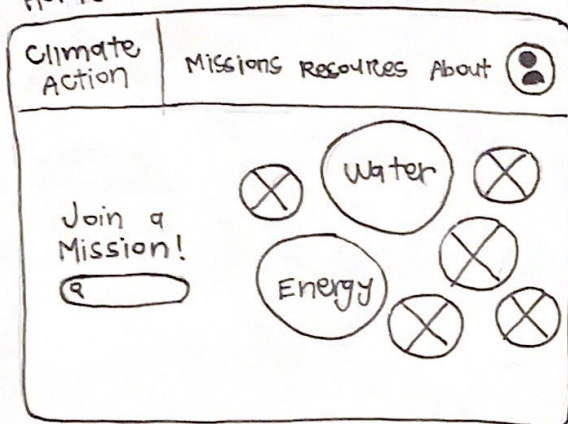 Climate
Action
Missions Resources About
Water
Join a
Mission!
Energy